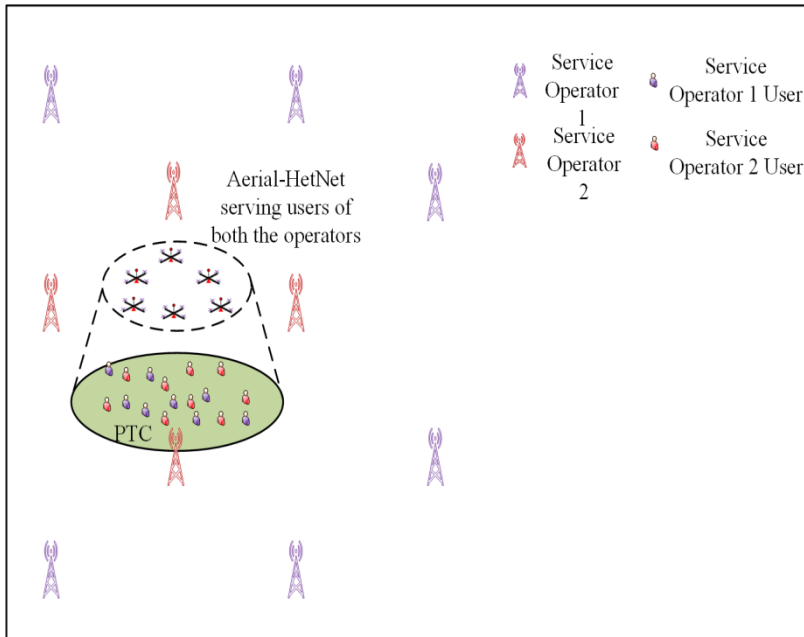 Service
Operator
1
Service
Operator 1 User
Service
Operator
2
Service
Operator 2 User
Aerial-HetNet
serving users of
both the operators
PTC